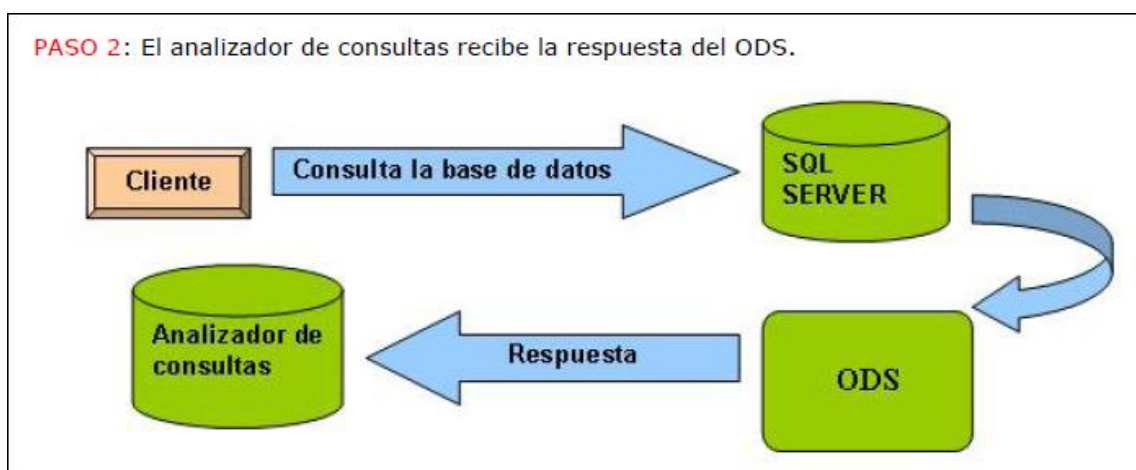 PASO 2: El analizador de consultas recibe la respuesta del ODS.
Cliente
Consulta la base de datos
SQL
SERVER
Analizador de
consultas
Respuesta
ODS